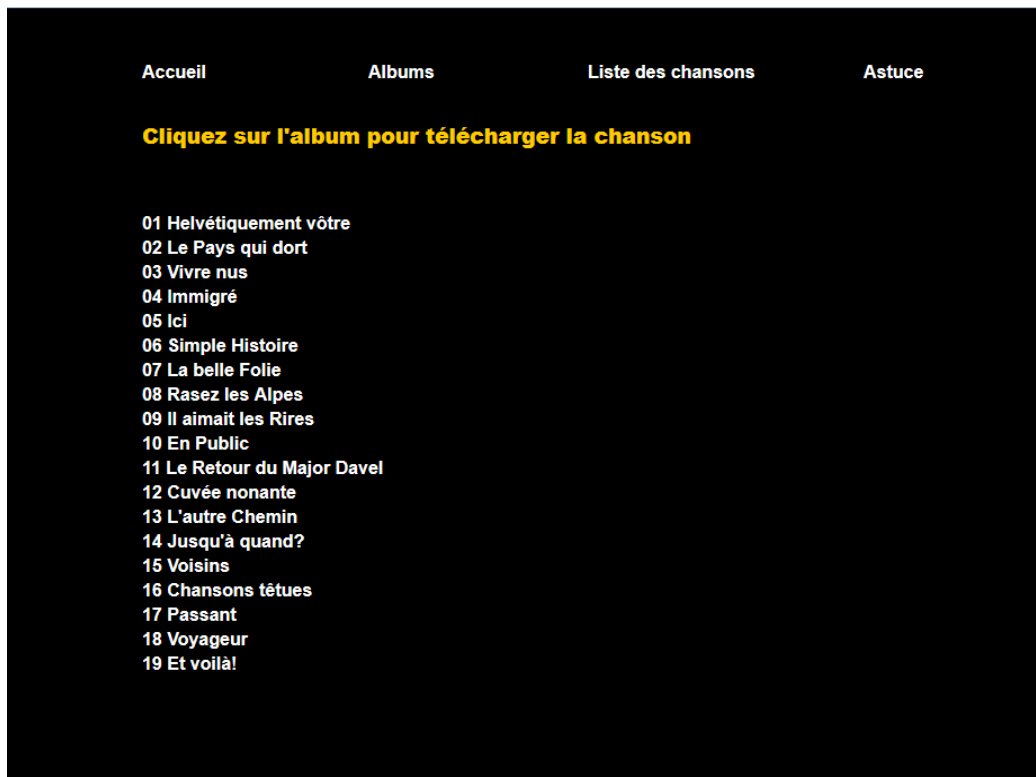 Accueil Albums Liste des chansons Astuce
Cliquez sur l'album pour télécharger la chanson
01 Helvétiquement vôtre
02 Le Pays qui dort
03 Vivre nus
04 Immigré
05 Ici
06 Simple Histoire
07 La belle Folie
08 Rasez les Alpes
09 Il aimait les Rires
10 En Public
11 Le Retour du Major Davel
12 Cuvée nonante
13 L'autre Chemin
14 Jusqu'à quand?
15 Voisins
16 Chansons têtues
17 Passant
18 Voyageur
19 Et voilà!